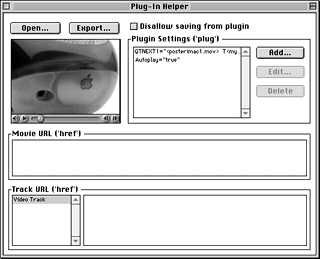 Plug-In Helper
Open...
Export...
Disallow saving from plugin
Plugin Settings ('plug')
QTNEXT1="<posterimac1.mov> T<my.
Autoplay="true"
Add...
Edit...
Delete
Movie URL ('href')
Track URL ('href')
Video Track